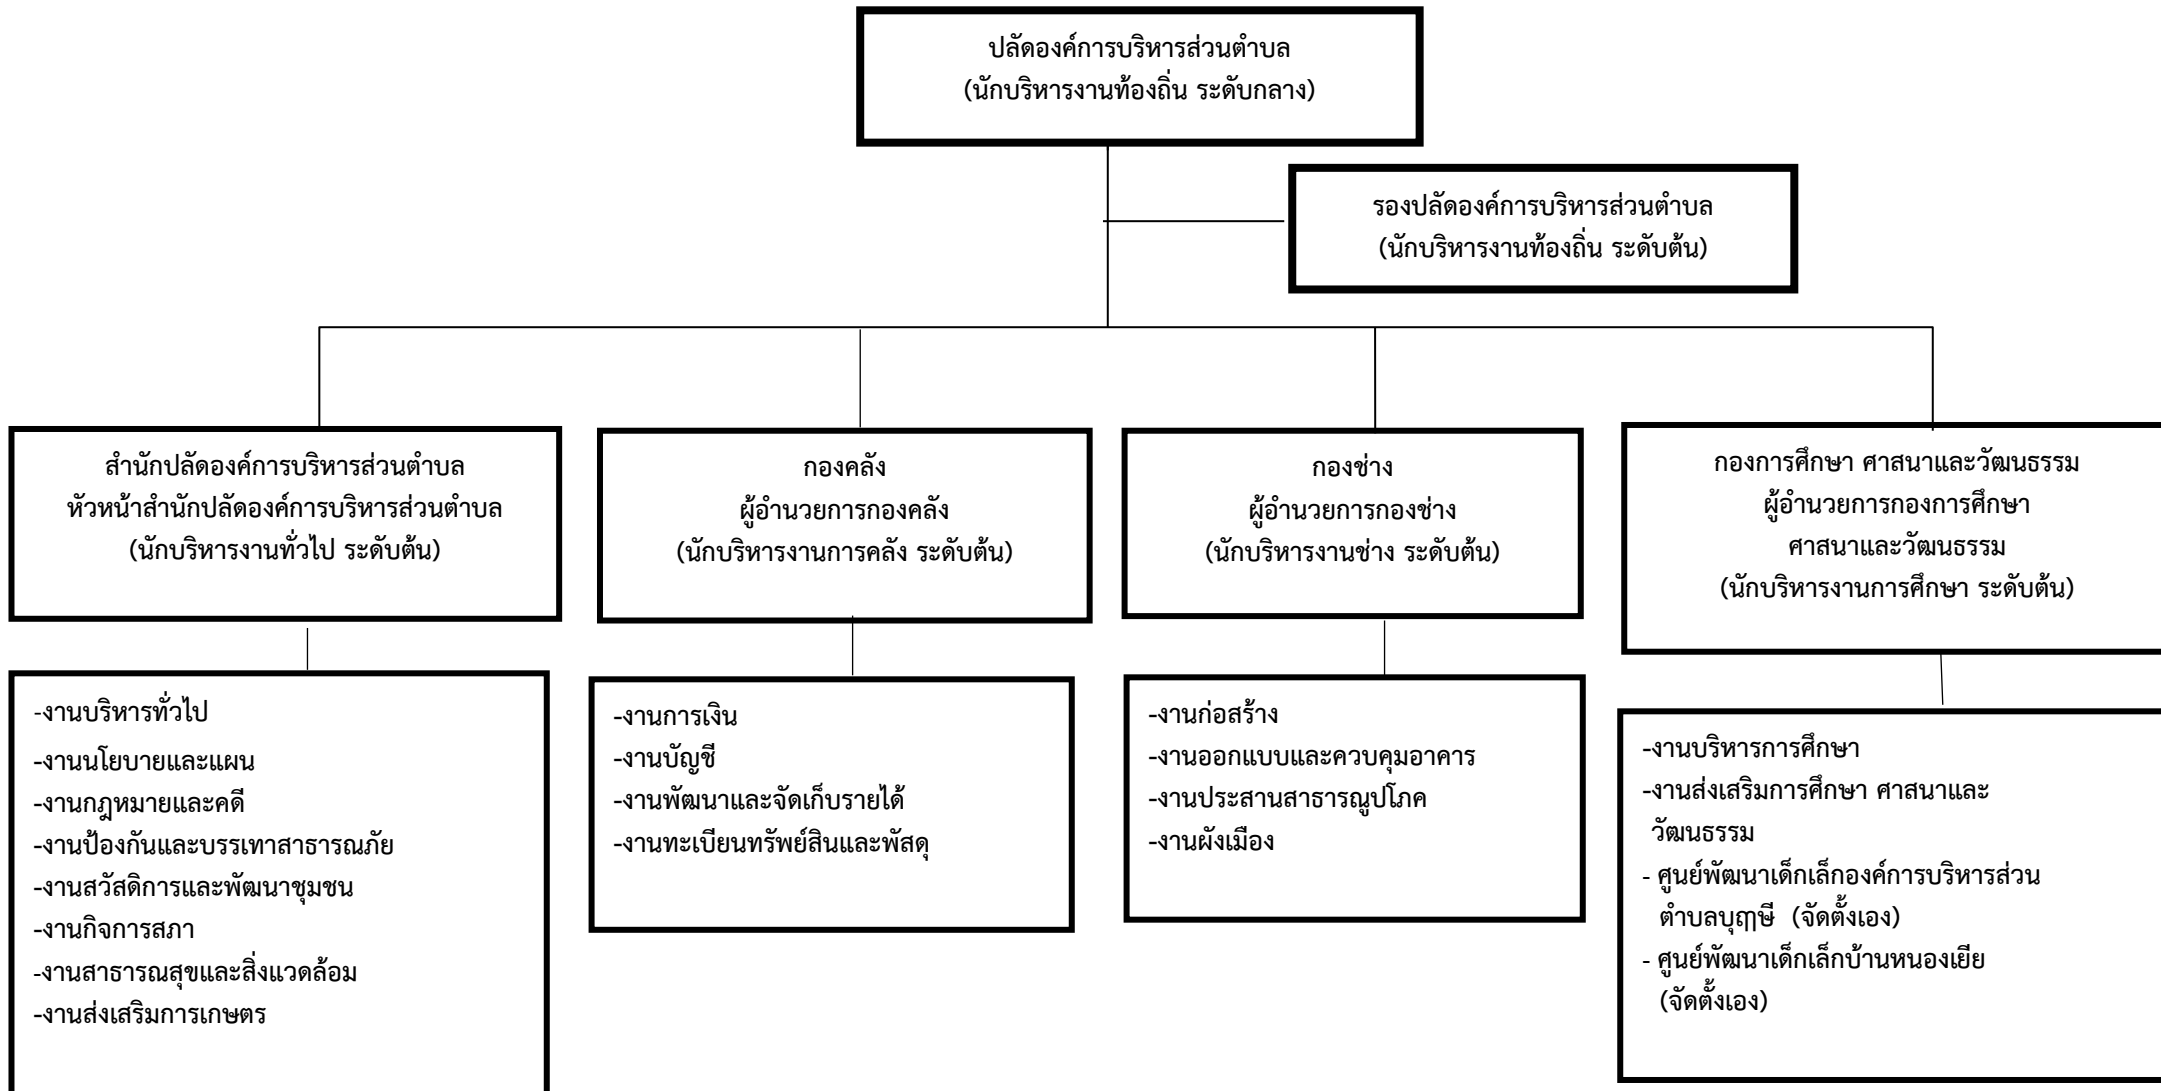 ปลัดองค์การบริหารส่วนตำบล
(นักบริหารงานท้องถิ่น ระดับกลาง)
รองปลัดองค์การบริหารส่วนตำบล
(นักบริหารงานท้องถิ่น ระดับต้น)
สำนักปลัดองค์การบริหารส่วนตำบล
หัวหน้าสำนักปลัดองค์การบริหารส่วนตำบล
(นักบริหารงานทั่วไป ระดับต้น)
กองคลัง
ผู้อำนวยการกองคลัง
(นักบริหารงานการคลัง ระดับต้น)
กองช่าง
ผู้อำนวยการกองช่าง
(นักบริหารงานช่าง ระดับต้น)
กองการศึกษา ศาสนาและวัฒนธรรม
ผู้อำนวยการกองการศึกษา
ศาสนาและวัฒนธรรม
(นักบริหารงานการศึกษา ระดับต้น)
-งานบริหารทั่วไป
-งานนโยบายและแผน
-งานกฎหมายและคดี
-งานป้องกันและบรรเทาสาธารณภัย
-งานสวัสดิการและพัฒนาชุมชน
-งานกิจการสภา
-งานสาธารณสุขและสิ่งแวดล้อม
-งานส่งเสริมการเกษตร
-งานการเงิน
-งานบัญชี
-งานพัฒนาและจัดเก็บรายได้
-งานทะเบียนทรัพย์สินและพัสดุ
-งานก่อสร้าง
-งานออกแบบและควบคุมอาคาร
-งานประสานสาธารณูปโภค
-งานผังเมือง
-งานบริหารการศึกษา
-งานส่งเสริมการศึกษา ศาสนาและ
วัฒนธรรม
- ศูนย์พัฒนาเด็กเล็กองค์การบริหารส่วน
ตำบลบุฤๅษี (จัดตั้งเอง)
- ศูนย์พัฒนาเด็กเล็กบ้านหนองเยีย
(จัดตั้งเอง)